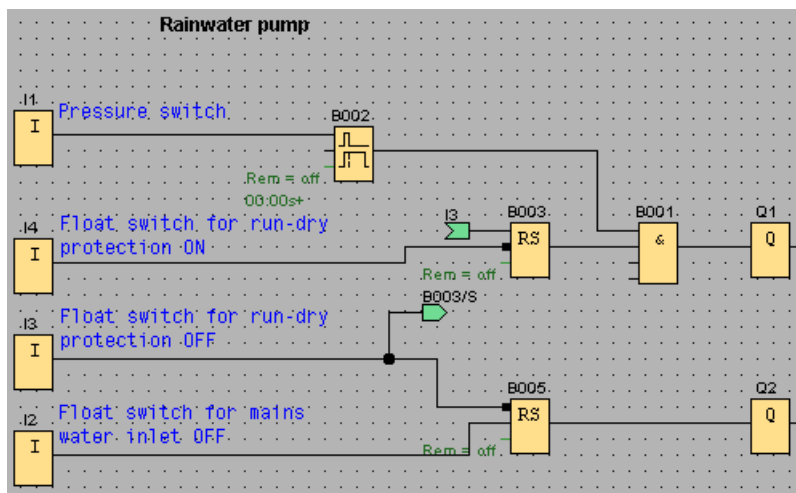 Rainwater pump
I1
Pressure switch
I
B002
Rem = off
00:00s+
I4
Float switch for run-dry
protection ON
I
I3
B003
RS
Rem = off
B001
&
Q1
Q
B003/S
I3
Float switch for run-dry
protection OFF
I
I2
Float switch for mains
water inlet OFF
I
B005
RS
Rem = off
Q2
Q